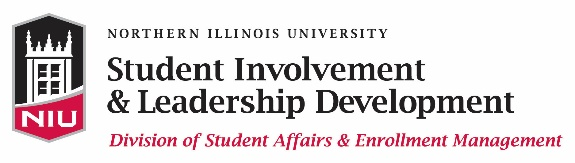 NORTHERN ILLINOIS UNIVERSITY
Student Involvement
& Leadership Development
NIU
Division of Student Affairs & Enrollment Management